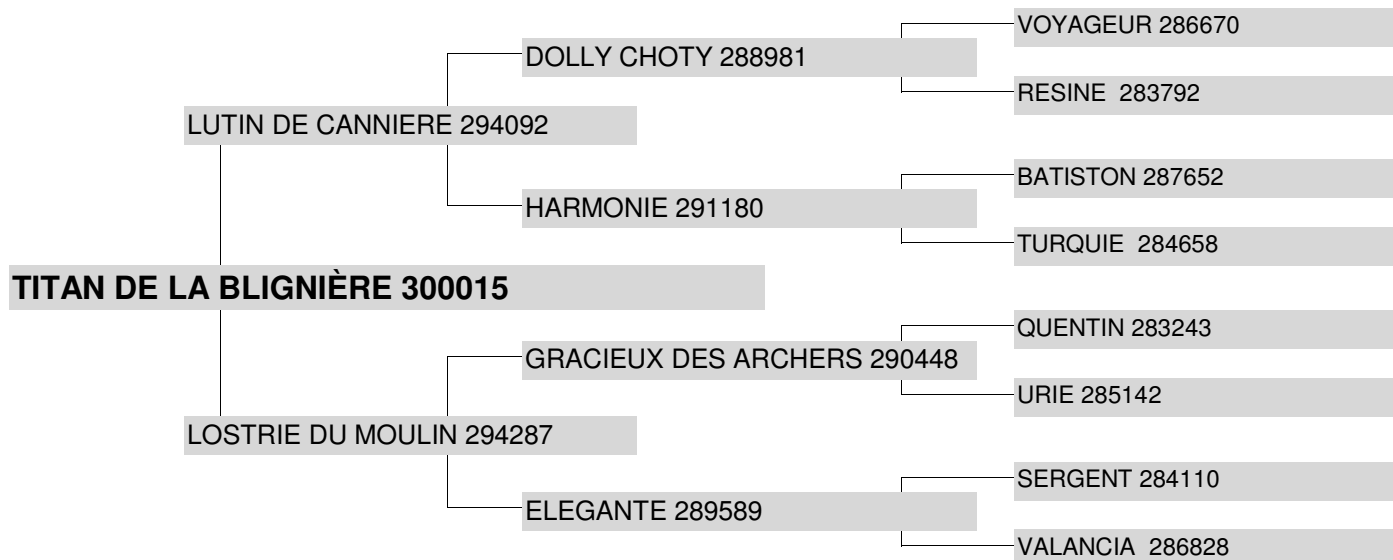 VOYAGEUR 286670
DOLLY CHOTY 288981
RESINE  283792
LUTIN DE CANNIERE 294092
BATISTON 287652
HARMONIE 291180
TURQUIE  284658
TITAN DE LA BLIGNIÈRE 300015
QUENTIN 283243
GRACIEUX DES ARCHERS 290448
URIE 285142
LOSTRIE DU MOULIN 294287
SERGENT 284110
ELEGANTE 289589
VALANCIA  286828